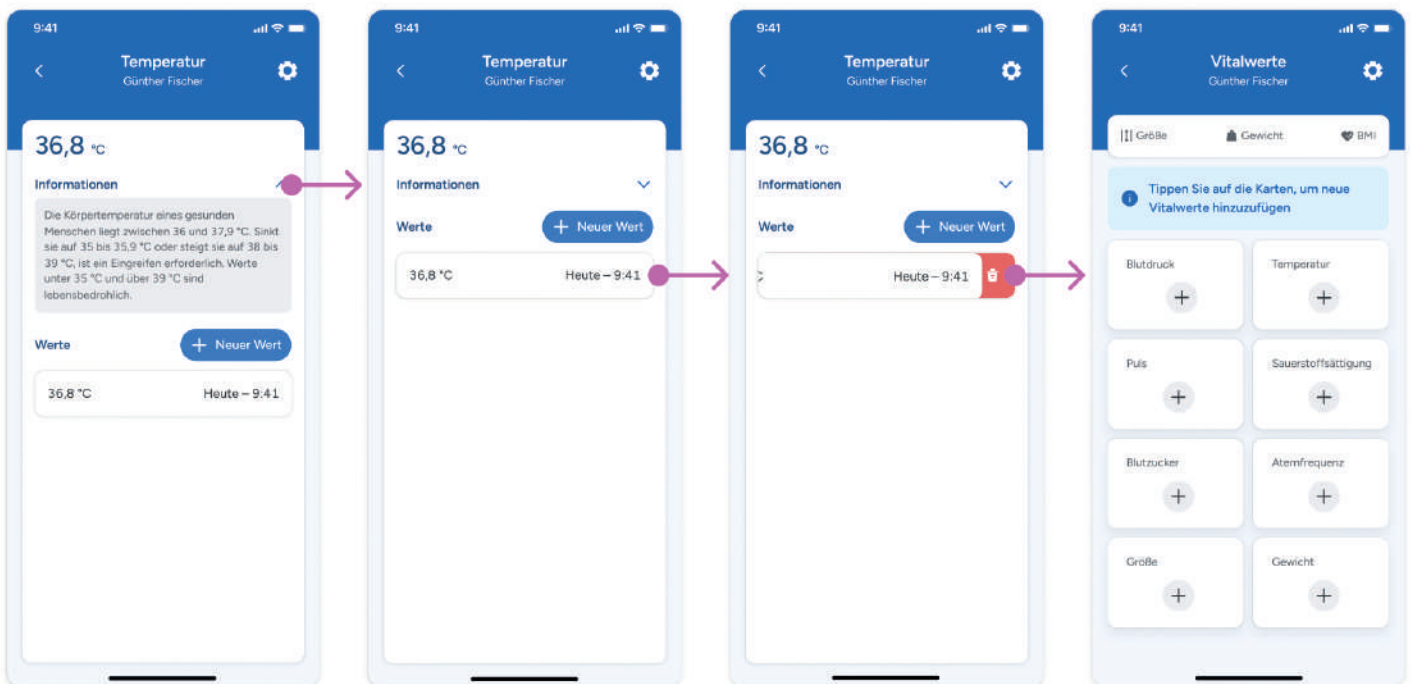 9:41
Temperatur
Günther Fischer
36,8 °C
Informationen
Die Körpertemperatur eines gesunden
Menschen liegt zwischen 36 und 37,9 °C. Sinkt
sie auf 35 bis 35,9 °C oder steigt sie auf 38 bis
39 °C, ist ein Eingreifen erforderlich. Werte
unter 35 °C und über 39 °C sind
lebensbedrohlich.
Werte
+ Neuer Wert
36,8 °C Heute – 9:41
9:41
Temperatur
Günther Fischer
36,8 °C
Informationen
Werte
+ Neuer Wert
36,8 °C Heute – 9:41
9:41
Temperatur
Günther Fischer
36,8 °C
Informationen
Werte
+ Neuer Wert
Heute – 9:41
9:41
Vitalwerte
Günther Fischer
Größe Gewicht BMI
Tippen Sie auf die Karten, um neue
Vitalwerte hinzuzufügen
Blutdruck Temperatur
+ +
Puls Sauerstoffsättigung
+ +
Blutzucker Atemfrequenz
+ +
Größe Gewicht
+ +